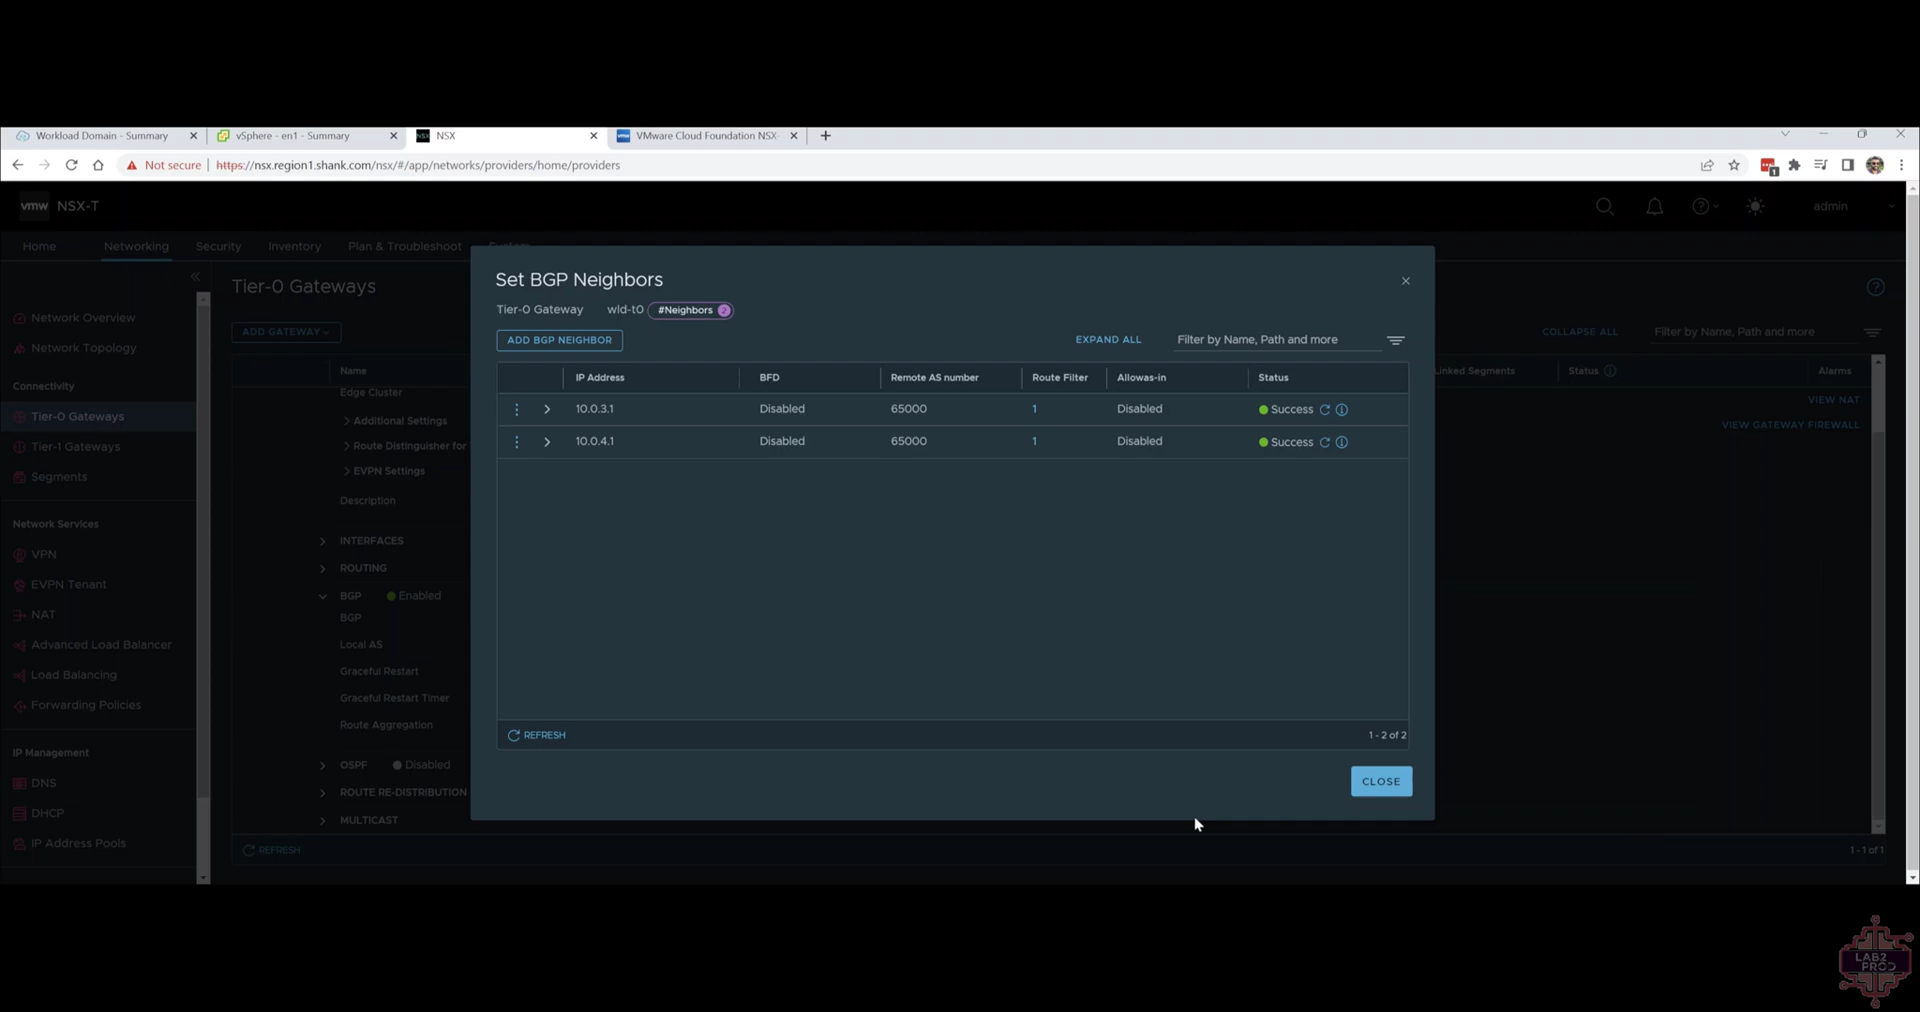 Workload Domain - Summary
vSphere - en1 - Summary
NSX
VMware Cloud Foundation NSX-
Not secure
https://nsx.region1.shank.com/nsx/#/app/networks/providers/home/providers
1
vmw NSX-T
admin
Home
Networking
Security
Inventory
Plan & Troubleshoot
System
Network Overview
Network Topology
Connectivity
Tier-0 Gateways
Tier-1 Gateways
Segments
Network Services
VPN
EVPN Tenant
NAT
Advanced Load Balancer
Load Balancing
Forwarding Policies
IP Management
DNS
DHCP
IP Address Pools
Tier-0 Gateways
ADD GATEWAY
COLLAPSE ALL
Filter by Name, Path and more
Name
Linked Segments
Status
Alarms
Edge Cluster
VIEW NAT
Additional Settings
VIEW GATEWAY FIREWALL
Route Distinguisher for
EVPN Settings
Description
INTERFACES
ROUTING
BGP Enabled
BGP
Local AS
Graceful Restart
Graceful Restart Timer
Route Aggregation
OSPF Disabled
ROUTE RE-DISTRIBUTION
MULTICAST
REFRESH
1 - 1 of 1
Set BGP Neighbors
Tier-0 Gateway wld-t0 #Neighbors 2
ADD BGP NEIGHBOR
EXPAND ALL
Filter by Name, Path and more
IP Address BFD Remote AS number Route Filter Allowas-in Status
10.0.3.1 Disabled 65000 1 Disabled Success
10.0.4.1 Disabled 65000 1 Disabled Success
REFRESH
1 - 2 of 2
CLOSE
LAB2
PROD